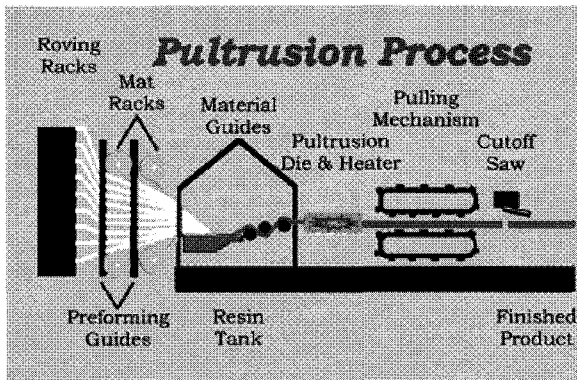 Pultrusion Process
Roving
Racks
Mat
Racks
Material
Guides
Pultrusion
Die & Heater
Pulling
Mechanism
Cutoff
Saw
Preforming
Guides
Resin
Tank
Finished
Product